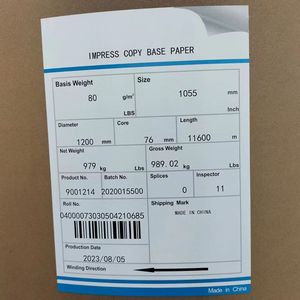 IMPRESS COPY BASE PAPER
Basis Weight
80 g/m²
LBS
Size
1055 mm
Inch
Diameter
1200 mm
Core
76 mm
Length
11600 m
Net Weight
979 kg Lbs
Gross Weight
989.02 kg Lbs
Product No.
9001214
Batch No.
2020015500
Splices
0
Inspector
11
Roll No.
04000073030504210685
Shipping Mark
MADE IN CHINA
Production Date
2023/08/05
Winding Direction
Made in China